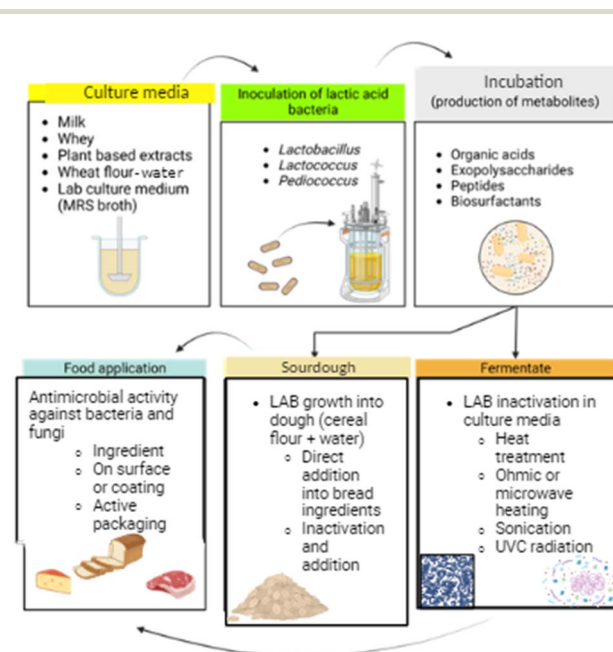 Culture media
• Milk
• Whey
• Plant based extracts
• Wheat flour-water
• Lab culture medium
(MRS broth)
Inoculation of lactic acid
bacteria
• Lactobacillus
• Lactococcus
• Pediococcus
Incubation
(production of metabolites)
• Organic acids
• Exopolysaccharides
• Peptides
• Biosurfactants
Food application
Antimicrobial activity
against bacteria and
fungi
○ Ingredient
○ On surface
or coating
○ Active
packaging
Sourdough
• LAB growth into
dough (cereal
flour + water)
○ Direct
addition
into bread
ingredients
○ Inactivation
and
addition
Fermentate
• LAB inactivation in
culture media
○ Heat
treatment
○ Ohmic or
microwave
heating
○ Sonication
○ UVC radiation